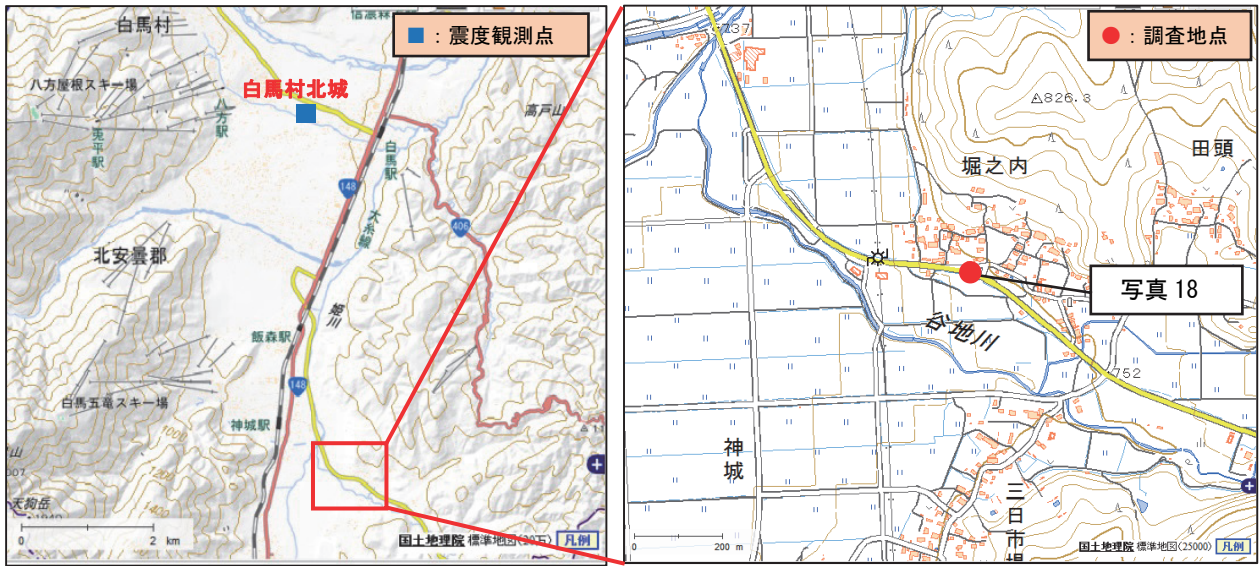 白馬村
■：震度観測点
八方尾根スキー場
白馬村北城
八方駅
兎平駅
高戸山
白馬駅
148
大糸線
406
北安曇郡
姫川
飯森駅
148
白馬五竜スキー場
神城駅
1000
1200
1400
天狗岳
0 2 km
国土地理院 標準地図(20万)
凡例
●：調査地点
737
△826.3
田頭
堀之内
写真 18
谷地川
752
神城
三日市場
0 200 m
国土地理院 標準地図(25000)
凡例